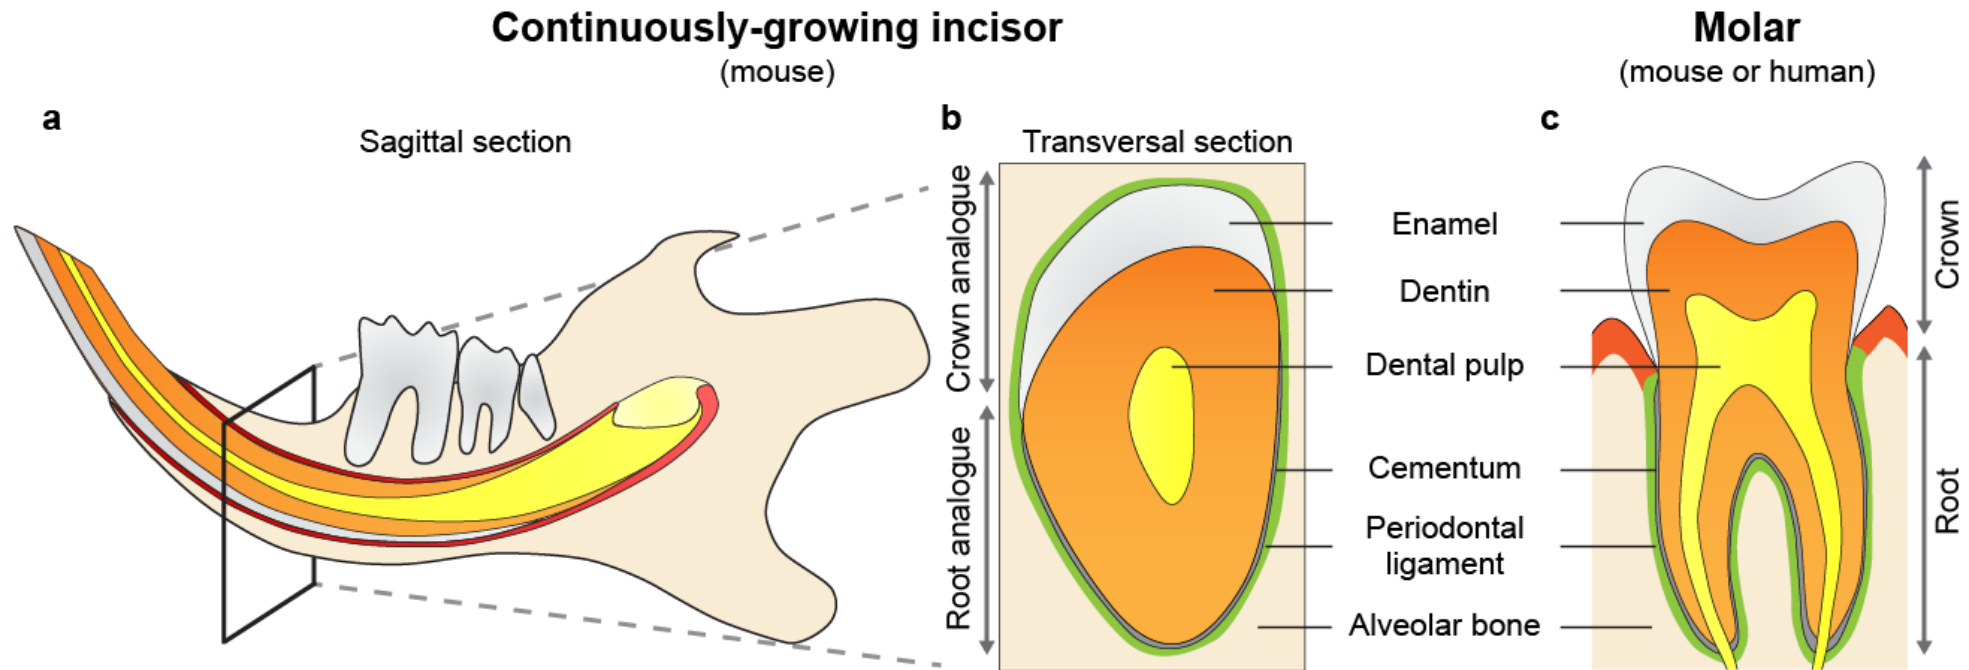 Continuously-growing incisor
(mouse)
Molar
(mouse or human)
a
Sagittal section
b
Transversal section
c
Crown analogue
Root analogue
Enamel
Dentin
Dental pulp
Cementum
Periodontal
ligament
Alveolar bone
Crown
Root